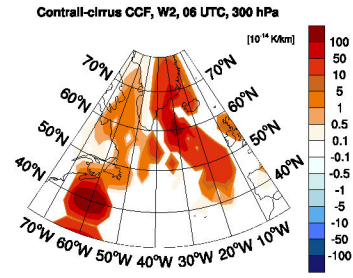 Contrail-cirrus CCF, W2, 06 UTC, 300 hPa
[10⁻¹⁴ K/km]
70°N 70°N
60°N 60°N
50°N 50°N
40°N 40°N
70°W 60°W 50°W 40°W 30°W 20°W 10°W
100
50
10
5
1
0.5
0.1
-0.1
-0.5
-1
-5
-10
-50
-100